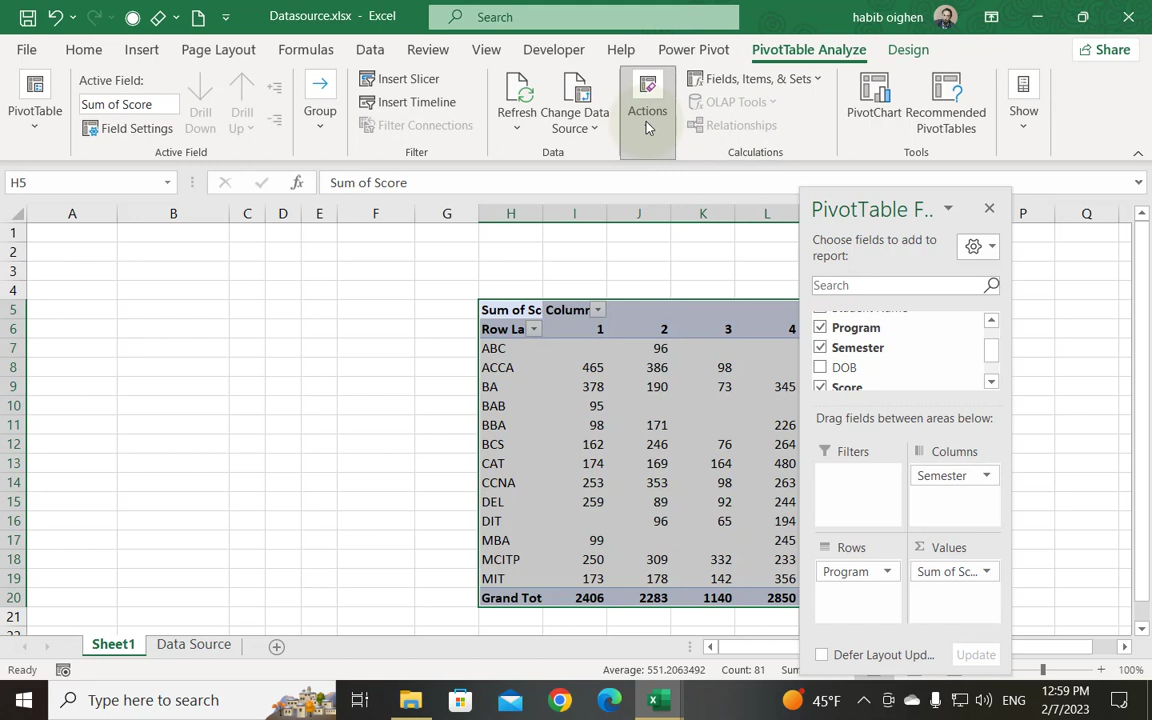 Datasource.xlsx - Excel
Search
habib oighen
File Home Insert Page Layout Formulas Data Review View Developer Help Power Pivot PivotTable Analyze Design Share
PivotTable
Active Field:
Sum of Score
Field Settings
Drill Down
Drill Up
Active Field
Group
Insert Slicer
Insert Timeline
Filter Connections
Filter
Refresh
Change Data Source
Data
Actions
Fields, Items, & Sets
OLAP Tools
Relationships
Calculations
PivotChart
Recommended PivotTables
Tools
Show
H5
fx
Sum of Score
A B C D E F G H I J K L P Q
1
2
3
4
5 Sum of Sc Column
6 Row La 1 2 3 4
7 ABC 96
8 ACCA 465 386 98
9 BA 378 190 73 345
10 BAB 95
11 BBA 98 171 226
12 BCS 162 246 76 264
13 CAT 174 169 164 480
14 CCNA 253 353 98 263
15 DEL 259 89 92 244
16 DIT 96 65 194
17 MBA 99 245
18 MCITP 250 309 332 233
19 MIT 173 178 142 356
20 Grand Tot 2406 2283 1140 2850
21
PivotTable F..
Choose fields to add to
report:
Search
Program
Semester
DOB
Score
Drag fields between areas below:
Filters
Columns
Semester
Rows
Values
Program
Sum of Sc...
Defer Layout Upd...
Update
Sheet1 Data Source
Ready
Average: 551.2063492 Count: 81
100%
Type here to search
45°F
ENG
12:59 PM
2/7/2023